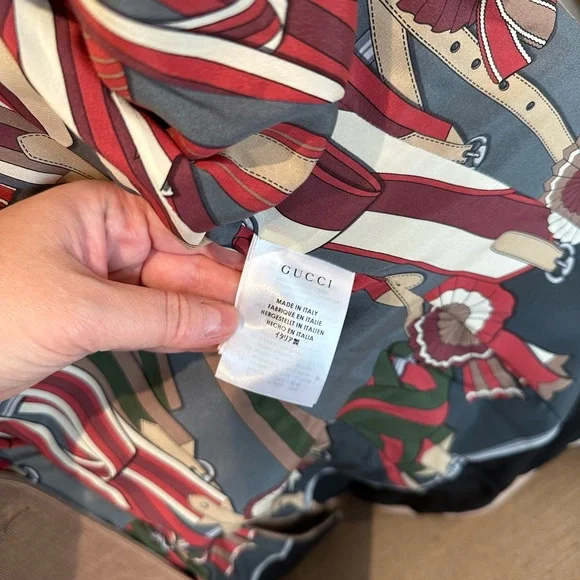 GUCCI
MADE IN ITALY
FABRIQUÉ EN ITALIE
HERGESTELLT IN ITALIEN
HECHO EN ITALIA
イタリア製